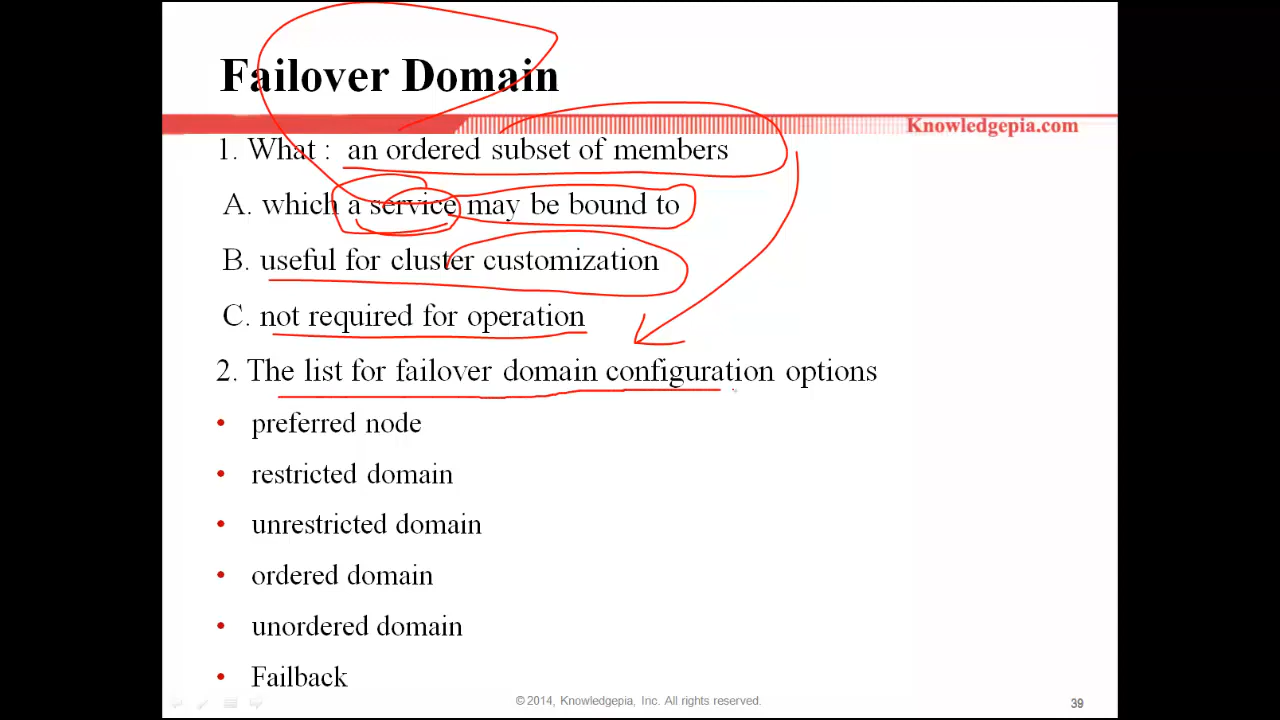 Failover Domain
Knowledgepia.com
1. What : an ordered subset of members
A. which a service may be bound to
B. useful for cluster customization
C. not required for operation
2. The list for failover domain configuration options
• preferred node
• restricted domain
• unrestricted domain
• ordered domain
• unordered domain
• Failback
© 2014, Knowledgepia, Inc. All rights reserved.
39